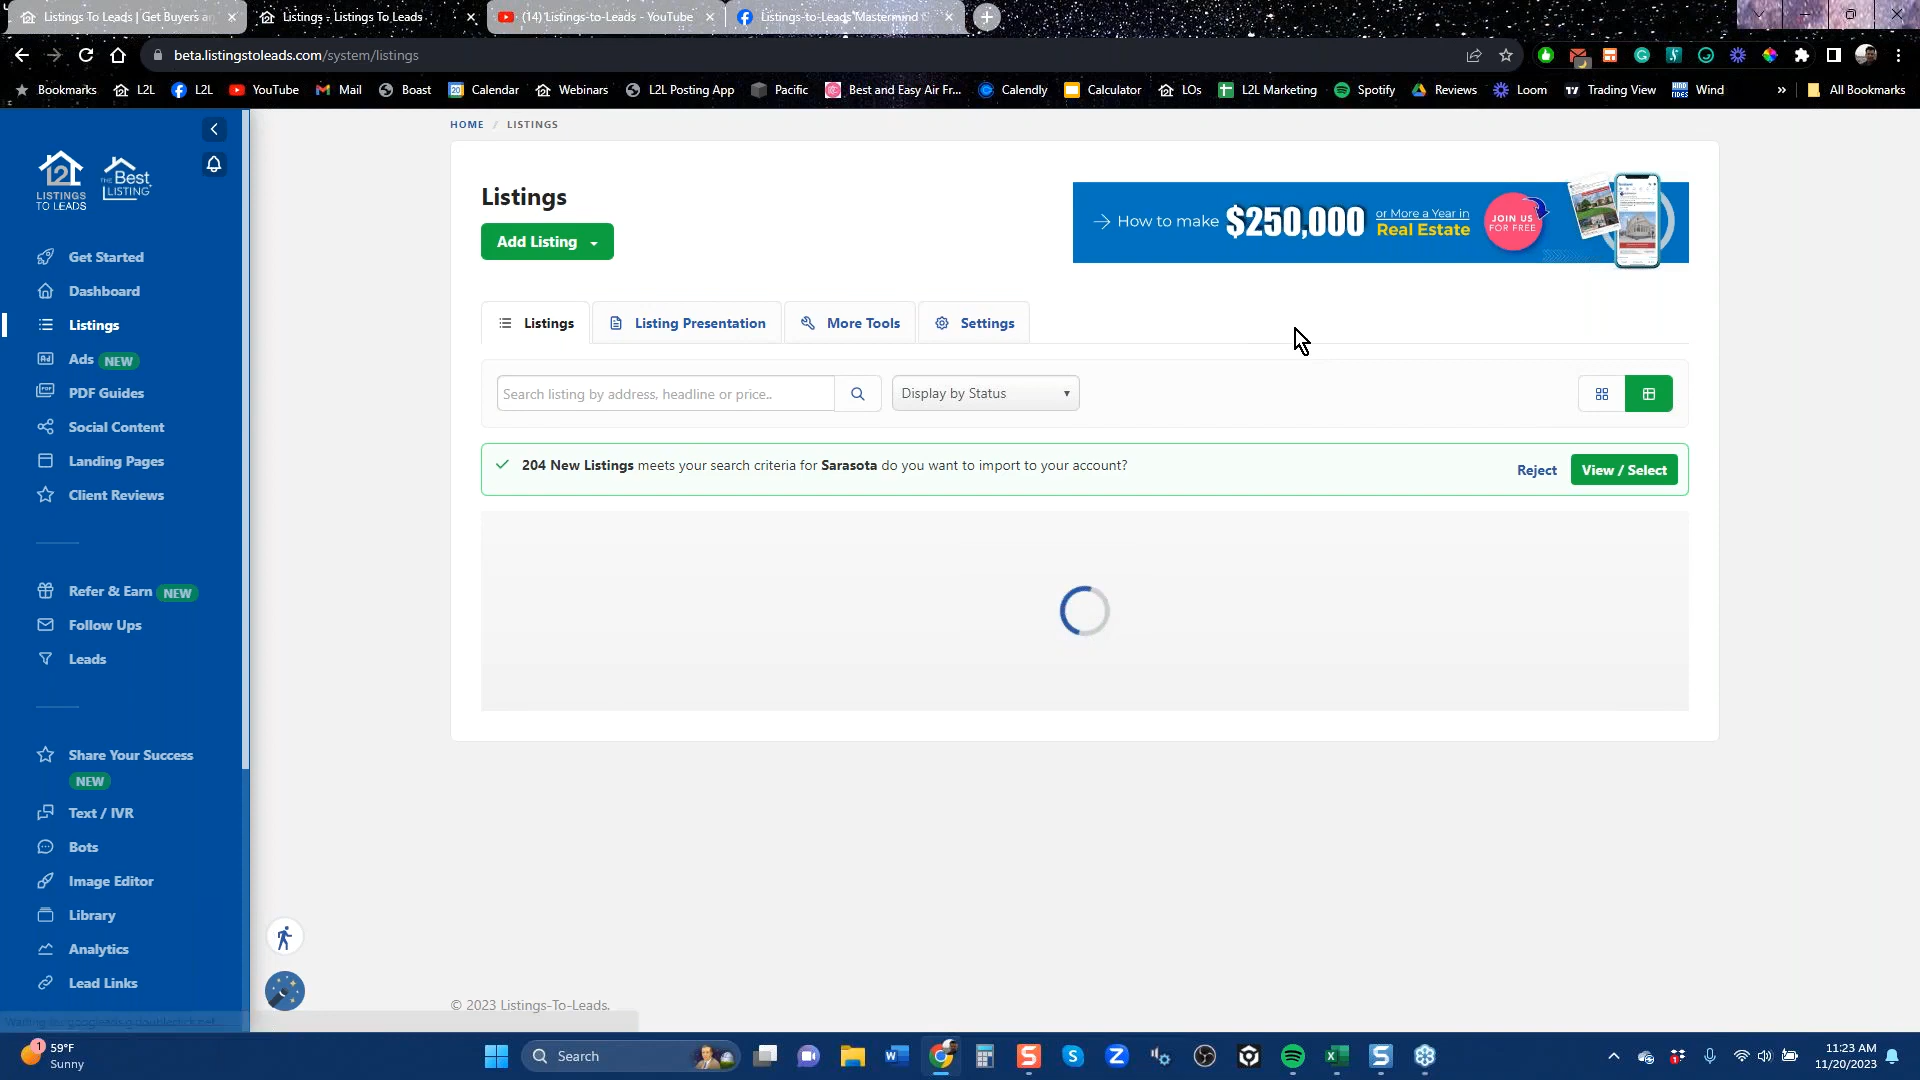 Listings To Leads | Get Buyers an
Listings - Listings To Leads
(14) Listings-to-Leads - YouTube
Listings-to-Leads Mastermind
beta.listingstoleads.com/system/listings
Bookmarks
L2L
L2L
YouTube
Mail
Boast
Calendar
Webinars
L2L Posting App
Pacific
Best and Easy Air Fr...
Calendly
Calculator
LOs
L2L Marketing
Spotify
Reviews
Loom
Trading View
Wind
»
All Bookmarks
L2L
LISTINGS
TO LEADS
THE Best
LISTING
Get Started
Dashboard
Listings
Ads NEW
PDF Guides
Social Content
Landing Pages
Client Reviews
Refer & Earn NEW
Follow Ups
Leads
Share Your Success
NEW
Text / IVR
Bots
Image Editor
Library
Analytics
Lead Links
HOME / LISTINGS
Listings
Add Listing
How to make $250,000 or More a Year in
Real Estate
JOIN US
FOR FREE
Listings
Listing Presentation
More Tools
Settings
Search listing by address, headline or price..
Display by Status
204 New Listings meets your search criteria for Sarasota do you want to import to your account?
Reject
View / Select
© 2023 Listings-To-Leads.
1
59°F
Sunny
Search
11:23 AM
11/20/2023